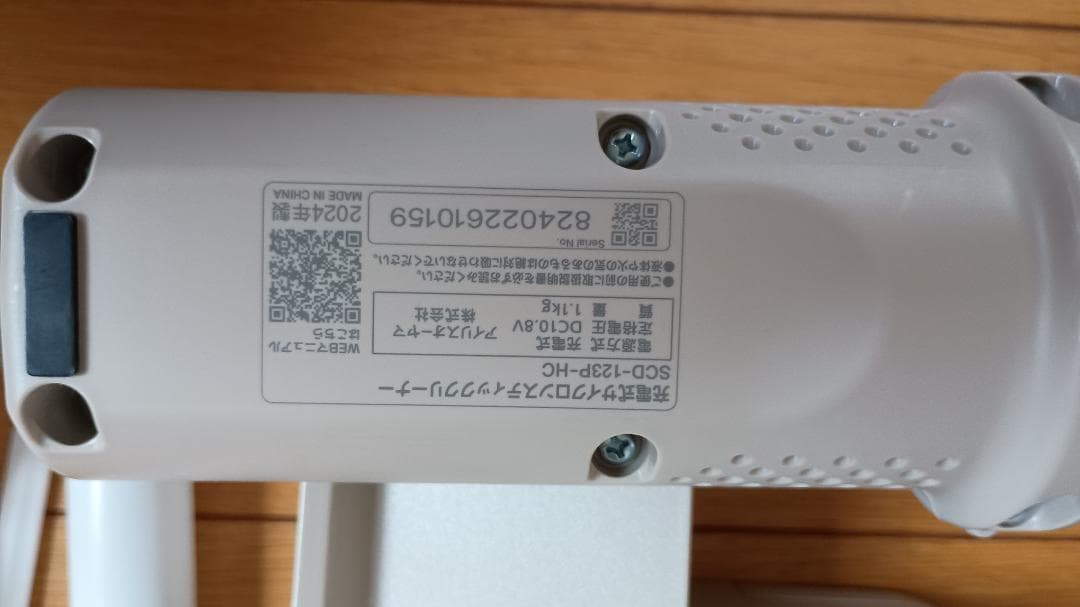 充電式サイクロンスティッククリーナー
SCD-123P-HC
電源方式 充電式
定格電圧 DC10.8V
質量 1.1kg
アイリスオーヤマ
株式会社
WEBマニュアル
はこちら
●ご使用の前に取扱説明書を必ずお読みください。
●液体や火の気のあるものは絶対に吸わせないでください。
Serial No.
824022610159
2024年製
MADE IN CHINA